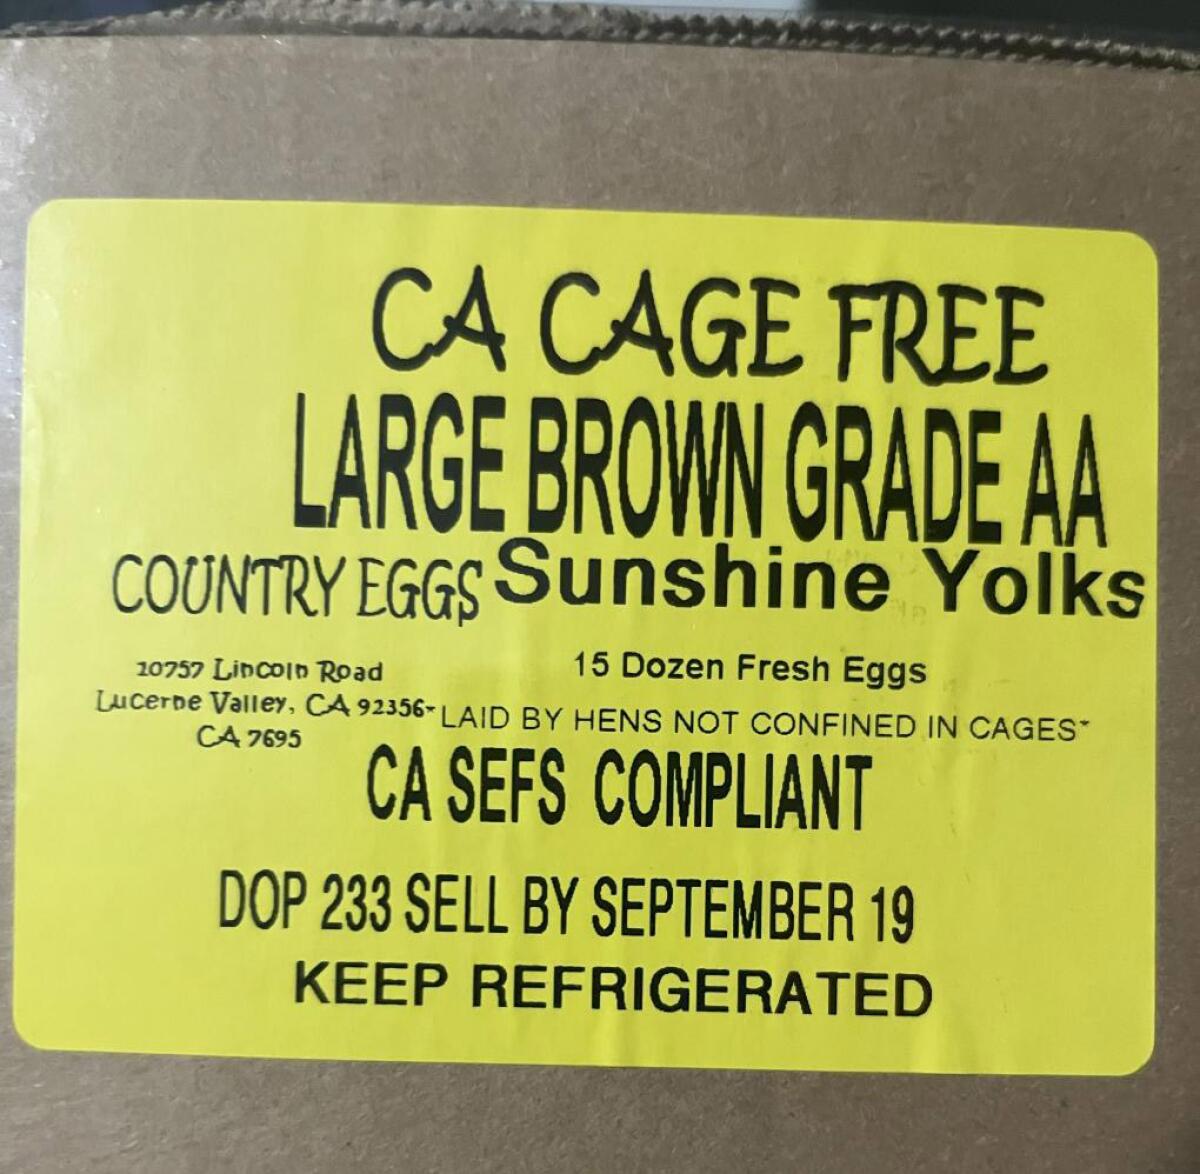 CA CAGE FREE
LARGE BROWN GRADE AA
COUNTRY EGGS Sunshine Yolks
10757 Lincoln Road
Lucerne Valley, CA 92356
CA 7695
15 Dozen Fresh Eggs
*LAID BY HENS NOT CONFINED IN CAGES*
CA SEFS COMPLIANT
DOP 233 SELL BY SEPTEMBER 19
KEEP REFRIGERATED